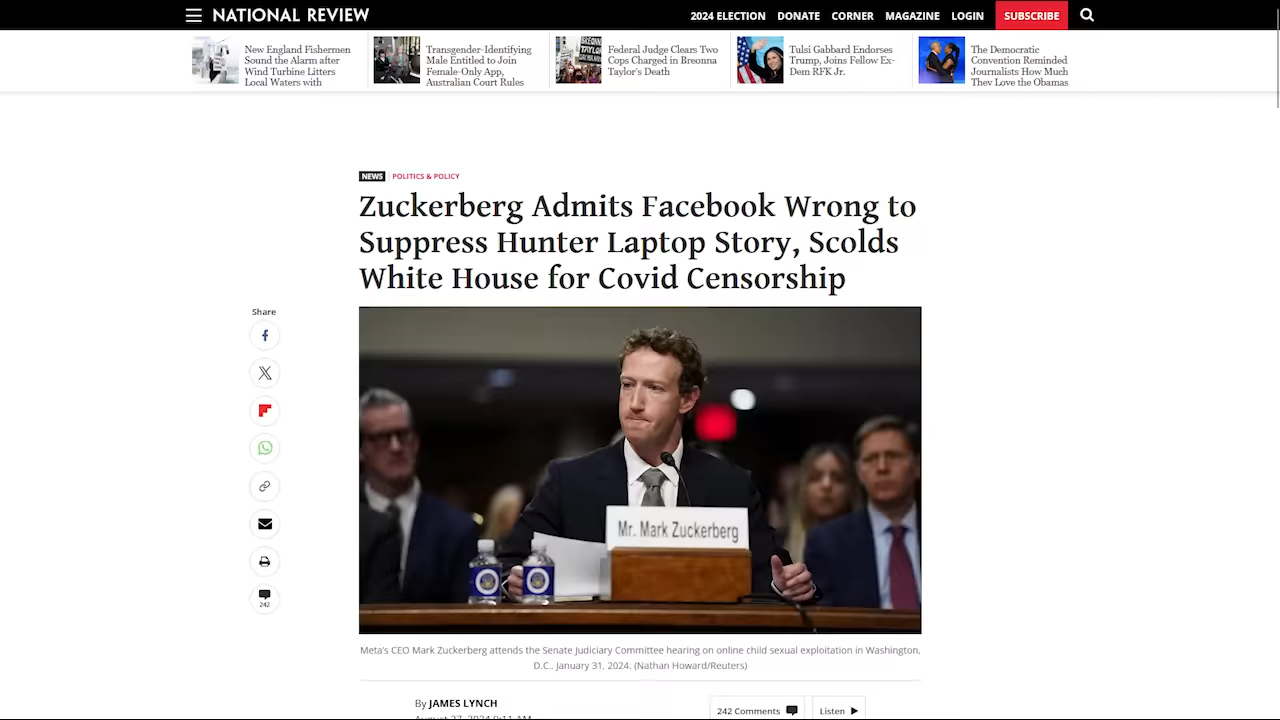 NATIONAL REVIEW
2024 ELECTION DONATE CORNER MAGAZINE LOGIN SUBSCRIBE
New England Fishermen
Sound the Alarm after
Wind Turbine Litters
Local Waters with
Transgender-Identifying
Male Entitled to Join
Female-Only App,
Australian Court Rules
Federal Judge Clears Two
Cops Charged in Breonna
Taylor's Death
Tulsi Gabbard Endorses
Trump, Joins Fellow Ex-
Dem RFK Jr.
The Democratic
Convention Reminded
Journalists How Much
They Love the Obamas
NEWS POLITICS & POLICY
Zuckerberg Admits Facebook Wrong to
Suppress Hunter Laptop Story, Scolds
White House for Covid Censorship
Share
242
Mr. Mark Zuckerberg
Meta's CEO Mark Zuckerberg attends the Senate Judiciary Committee hearing on online child sexual exploitation in Washington,
D.C., January 31, 2024. (Nathan Howard/Reuters)
By JAMES LYNCH
August 27, 2024 9:11 AM
242 Comments
Listen